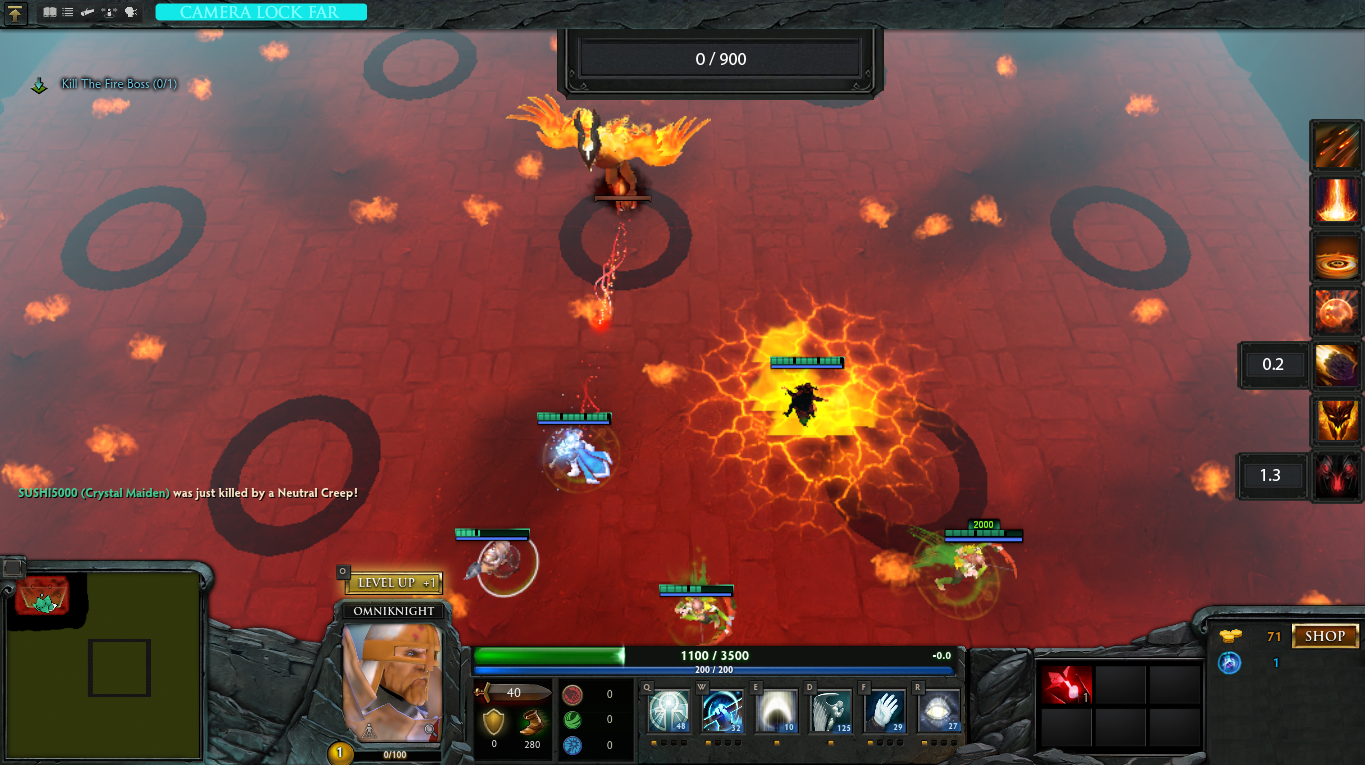 CAMERA LOCK FAR
0 / 900
Kill The Fire Boss (0/1)
0.2
1.3
SUSHI5000 (Crystal Maiden) was just killed by a Neutral Creep!
2000
O
LEVEL UP +1
OMNIKNIGHT
1
0/100
1100 / 3500
-0.0
200 / 200
40
0
280
0
0
0
Q
48
W
32
E
10
D
125
F
29
R
27
1
71
SHOP
1